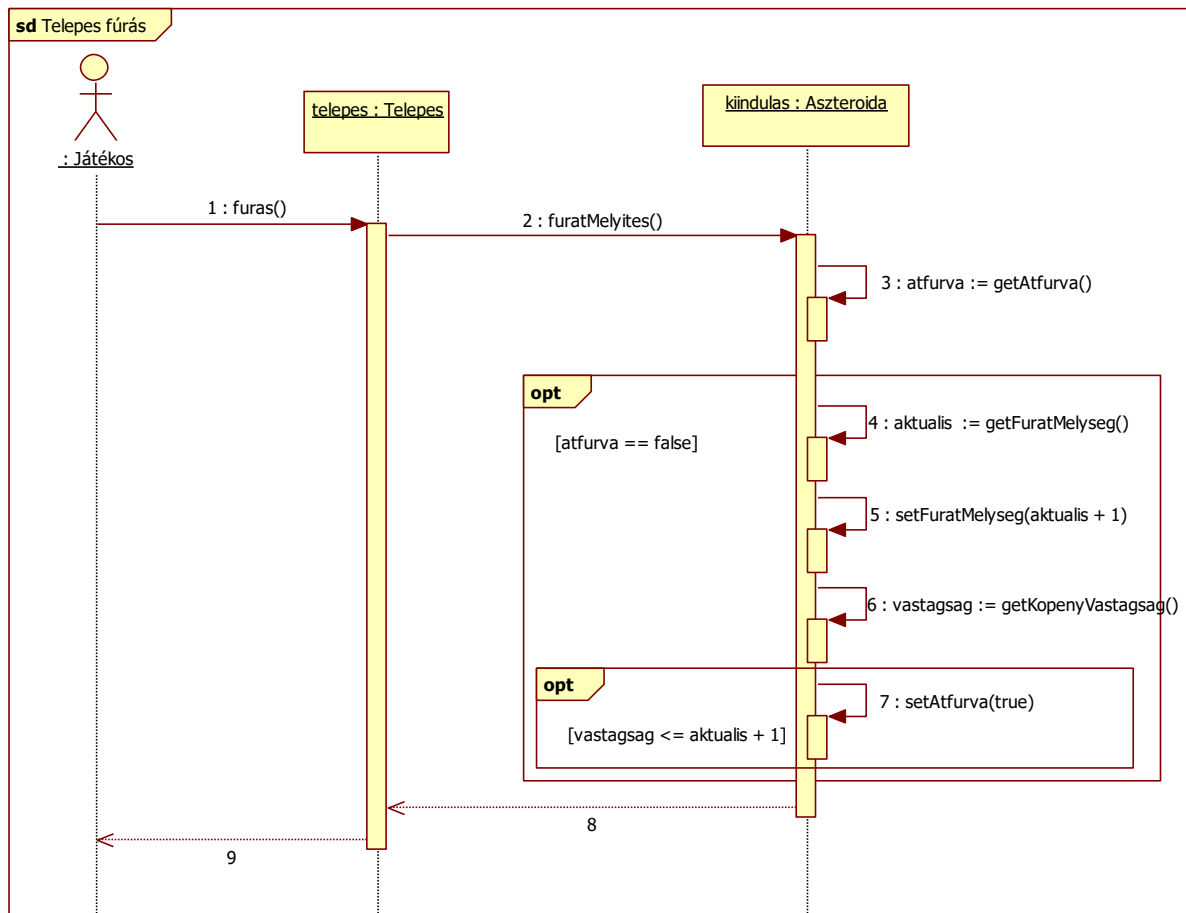 sd Telepes fúrás
: Játékos
telepes : Telepes
kiindulas : Aszteroida
1 : furas()
2 : furatMelyites()
3 : atfurva := getAtfurva()
opt
[atfurva == false]
4 : aktualis := getFuratMelyseg()
5 : setFuratMelyseg(aktualis + 1)
6 : vastagsag := getKopenyVastagsag()
opt
[vastagsag <= aktualis + 1]
7 : setAtfurva(true)
8
9